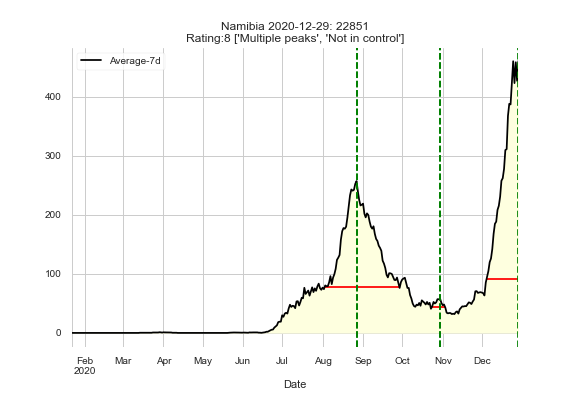 Namibia 2020-12-29: 22851
Rating:8 ['Multiple peaks', 'Not in control']
Average-7d
400
300
200
100
0
Feb Mar Apr May Jun Jul Aug Sep Oct Nov Dec
2020
Date